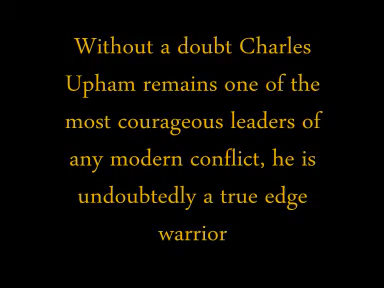 Without a doubt Charles
Upham remains one of the
most courageous leaders of
any modern conflict, he is
undoubtedly a true edge
warrior